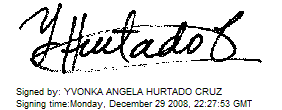 YHurtado C
Signed by: YVONKA ANGELA HURTADO CRUZ
Signing time:Monday, December 29 2008, 22:27:53 GMT